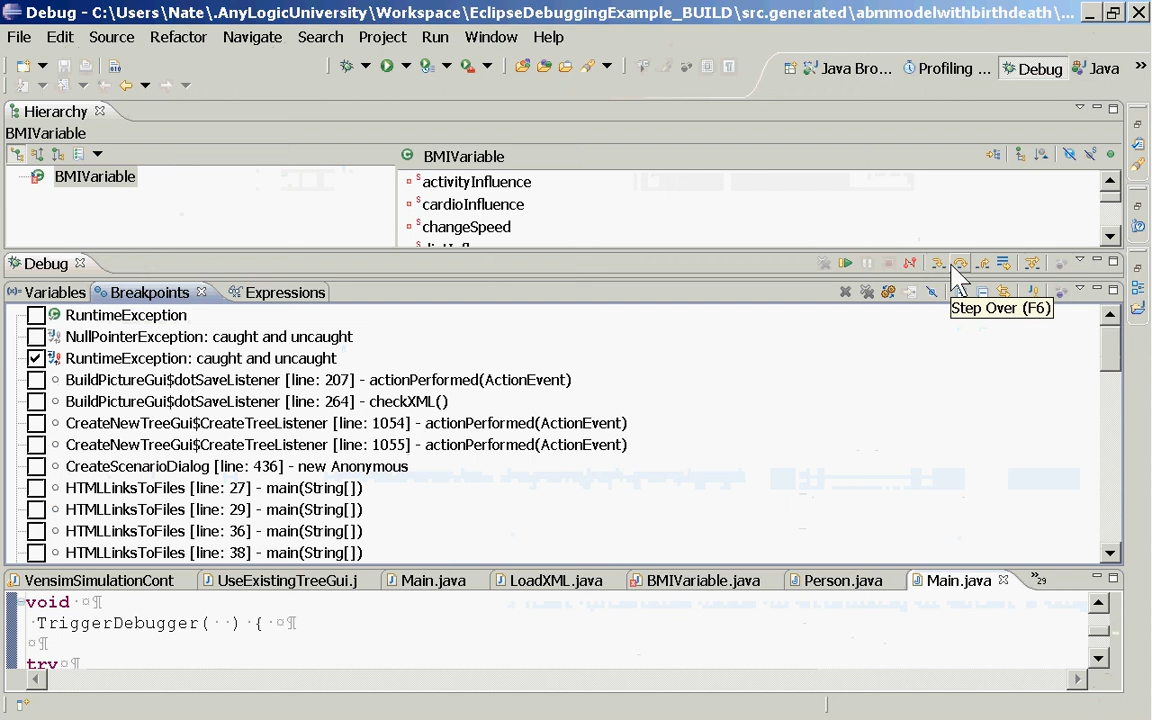 Debug - C:\Users\Nate\.AnyLogicUniversity\Workspace\EclipseDebuggingExample_BUILD\src.generated\abmmodelwithbirthdeath\...
File Edit Source Refactor Navigate Search Project Run Window Help
Java Bro... Profiling ... Debug Java »
Hierarchy
BMIVariable
BMIVariable
BMIVariable
activityInfluence
cardioInfluence
changeSpeed
Debug
Variables Breakpoints Expressions
Step Over (F6)
RuntimeException
NullPointerException: caught and uncaught
RuntimeException: caught and uncaught
BuildPictureGui$dotSaveListener [line: 207] - actionPerformed(ActionEvent)
BuildPictureGui$dotSaveListener [line: 264] - checkXML()
CreateNewTreeGui$CreateTreeListener [line: 1054] - actionPerformed(ActionEvent)
CreateNewTreeGui$CreateTreeListener [line: 1055] - actionPerformed(ActionEvent)
CreateScenarioDialog [line: 436] - new Anonymous
HTMLLinksToFiles [line: 27] - main(String[])
HTMLLinksToFiles [line: 29] - main(String[])
HTMLLinksToFiles [line: 36] - main(String[])
HTMLLinksToFiles [line: 38] - main(String[])
VensimSimulationCont UseExistingTreeGui.j Main.java LoadXML.java BMIVariable.java Person.java Main.java »29
void·¤¶
·TriggerDebugger(··)·{·¤¶
¤¶
try¤¶